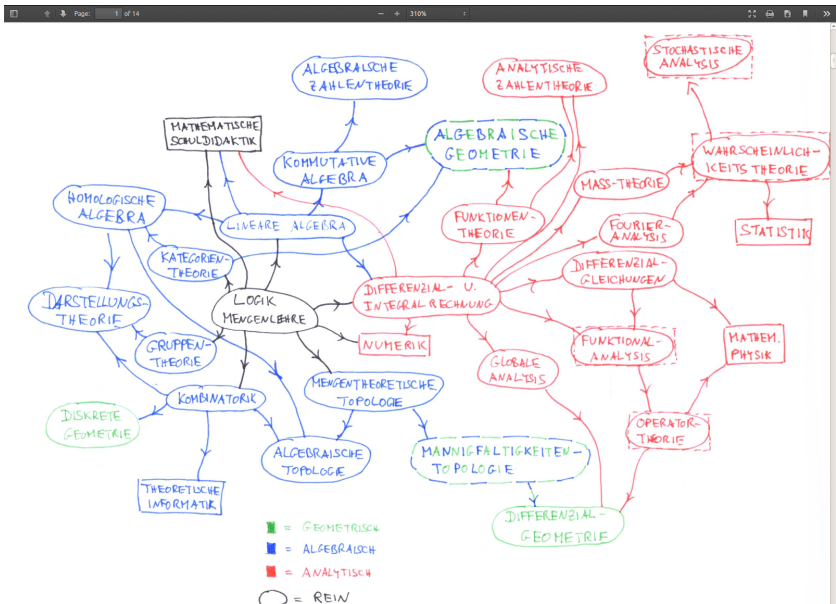 Page:
1
of 14
310%
STOCHASTISCHE
ANALYSIS
ALGEBRAISCHE
ZAHLENTHEORIE
ANALYTISCHE
ZAHLENTHEORIE
MATHEMATISCHE
SCHULDIDAKTIK
ALGEBRAISCHE
GEOMETRIE
KOMMUTATIVE
ALGEBRA
WAHRSCHEINLICH-
KEITSTHEORIE
MASS-THEORIE
HOMOLOGISCHE
ALGEBRA
LINEARE ALGEBRA
FUNKTIONEN-
THEORIE
FOURIER-
ANALYSIS
STATISTIK
KATEGORIEN-
THEORIE
DIFFERENZIAL-
GLEICHUNGEN
DARSTELLUNGS-
THEORIE
LOGIK
MENGENLEHRE
DIFFERENZIAL- U.
INTEGRALRECHNUNG
GRUPPEN-
THEORIE
NUMERIK
FUNKTIONAL-
ANALYSIS
MATHEM.
PHYSIK
GLOBALE
ANALYSIS
KOMBINATORIK
MENGENTHEORETISCHE
TOPOLOGIE
DISKRETE
GEOMETRIE
OPERATOR-
THEORIE
ALGEBRAISCHE
TOPOLOGIE
MANNIGFALTIGKEITEN-
TOPOLOGIE
THEORETISCHE
INFORMATIK
DIFFERENZIAL-
GEOMETRIE
= GEOMETRISCH
= ALGEBRAISCH
= ANALYTISCH
= REIN